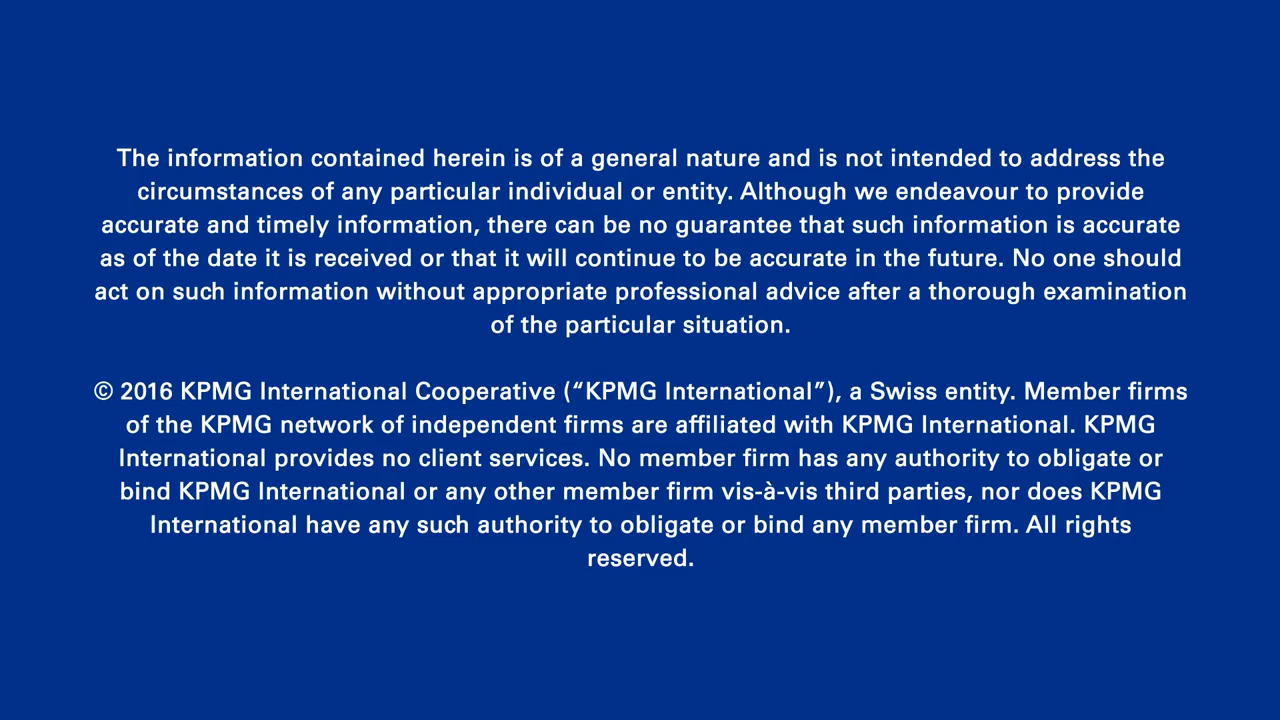 The information contained herein is of a general nature and is not intended to address the
circumstances of any particular individual or entity. Although we endeavour to provide
accurate and timely information, there can be no guarantee that such information is accurate
as of the date it is received or that it will continue to be accurate in the future. No one should
act on such information without appropriate professional advice after a thorough examination
of the particular situation.
© 2016 KPMG International Cooperative (“KPMG International”), a Swiss entity. Member firms
of the KPMG network of independent firms are affiliated with KPMG International. KPMG
International provides no client services. No member firm has any authority to obligate or
bind KPMG International or any other member firm vis-à-vis third parties, nor does KPMG
International have any such authority to obligate or bind any member firm. All rights
reserved.